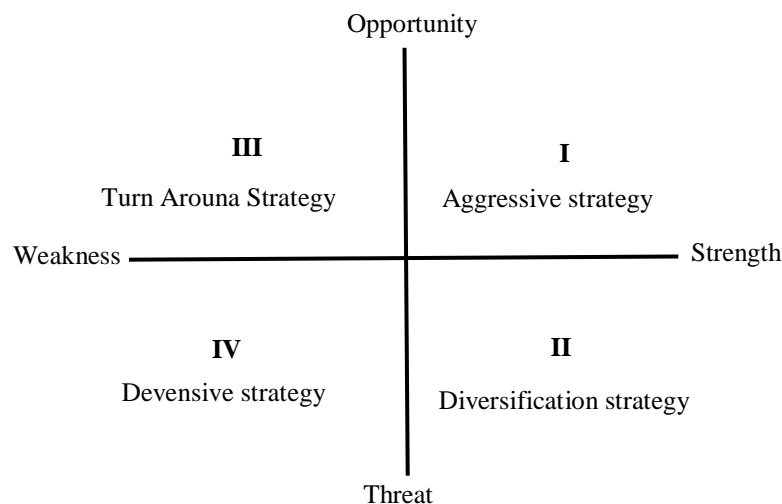 Opportunity
III
I
Turn Arouna Strategy
Aggressive strategy
Weakness
Strength
IV
II
Devensive strategy
Diversification strategy
Threat